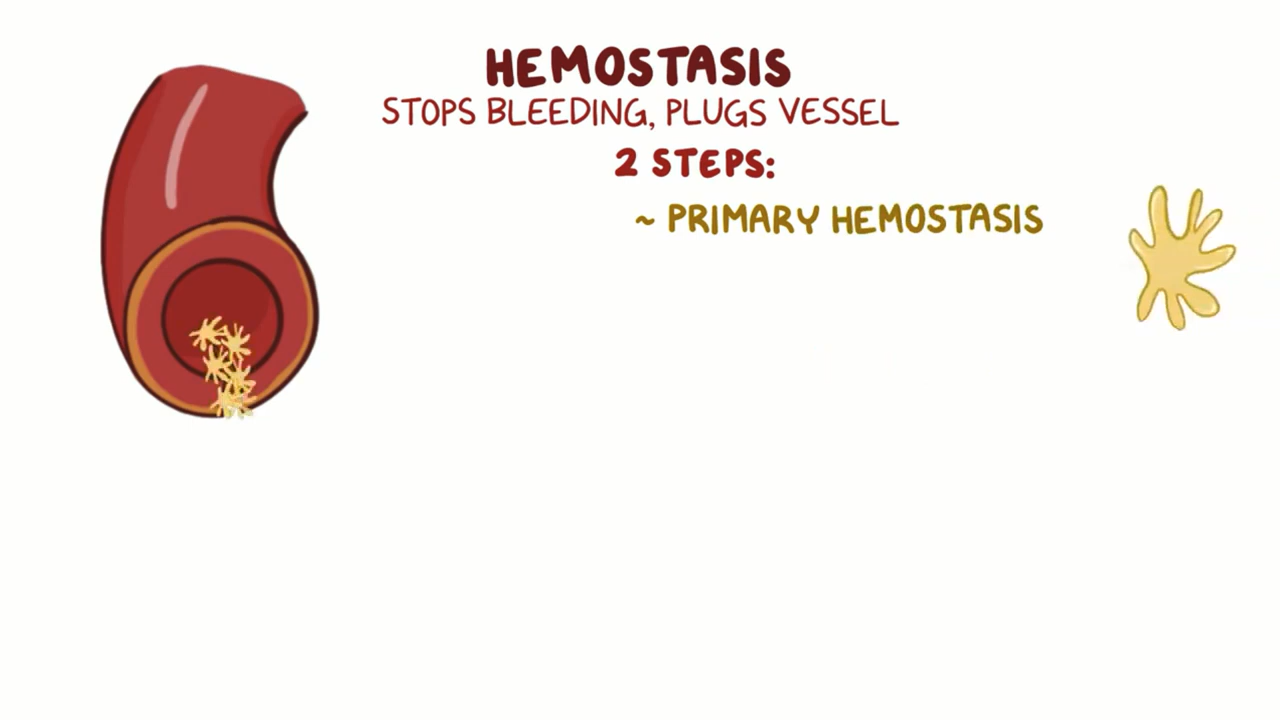 HEMOSTASIS
STOPS BLEEDING, PLUGS VESSEL
2 STEPS:
~ PRIMARY HEMOSTASIS